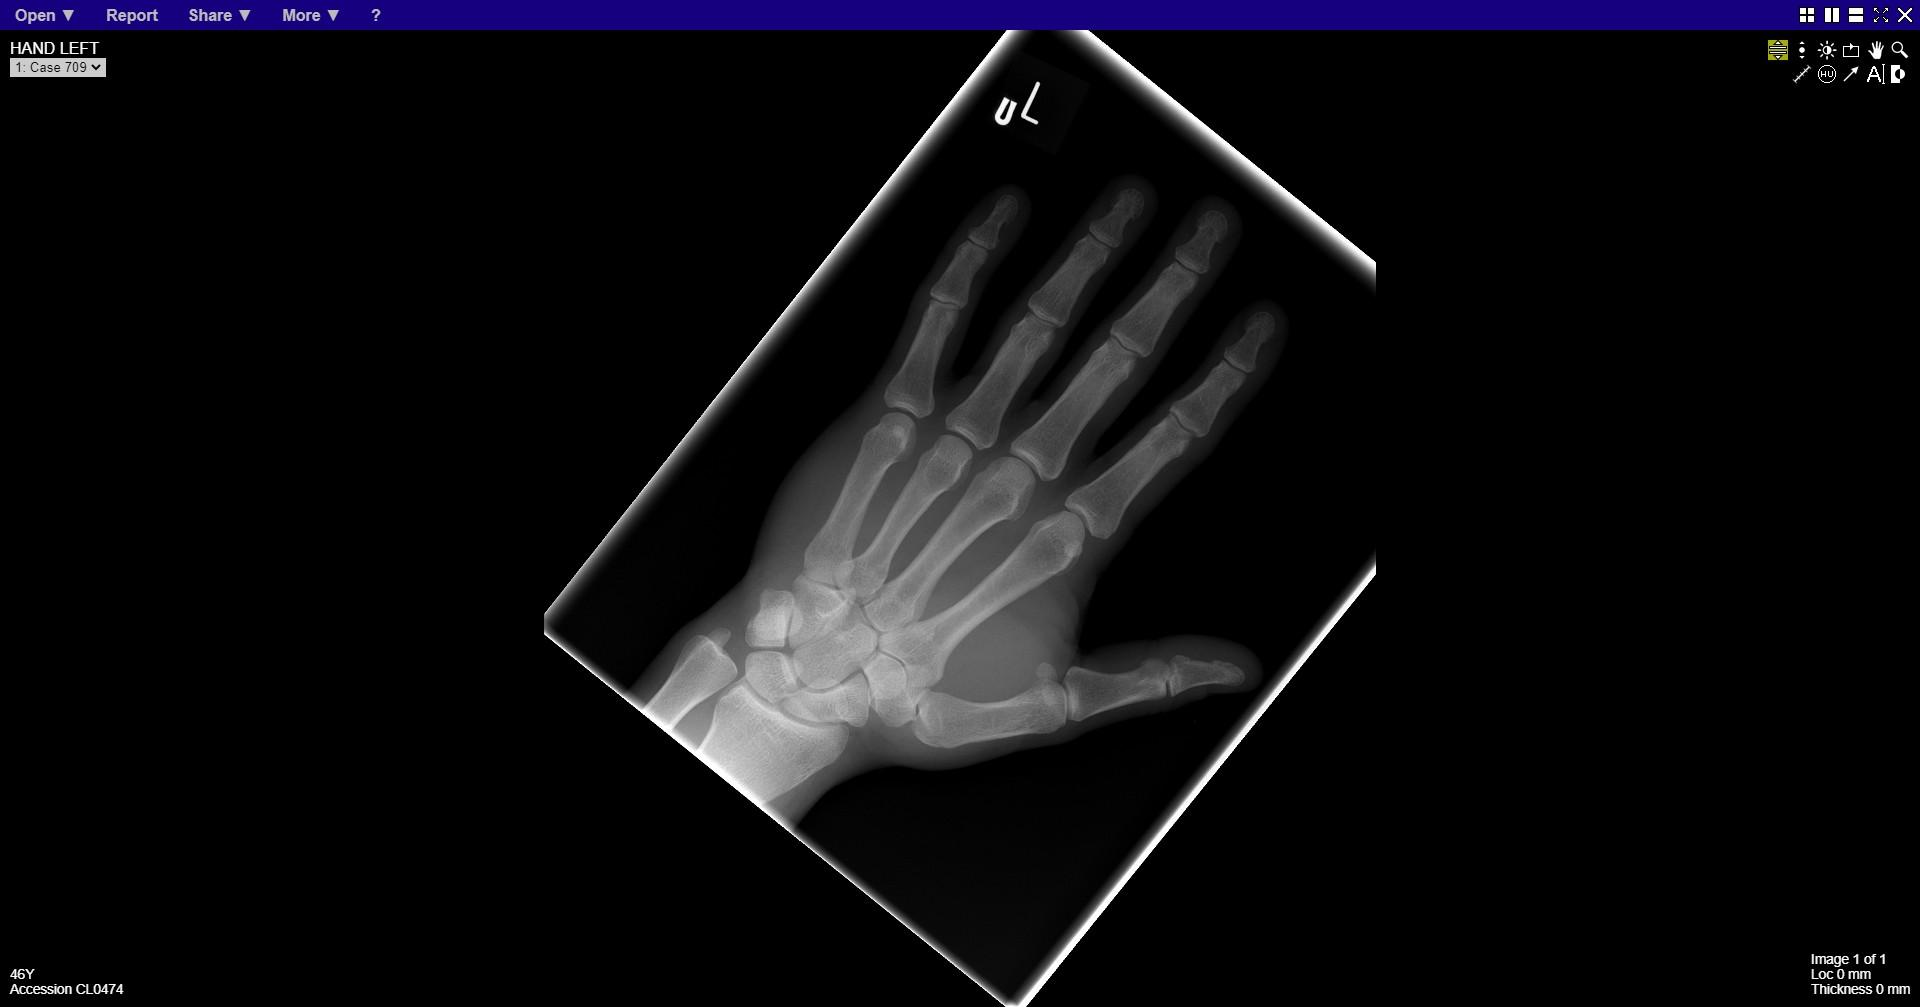 Open ▼ Report Share ▼ More ▼ ?
HAND LEFT
1: Case 709
HU
A
L
46Y
Accession CL0474
Image 1 of 1
Loc 0 mm
Thickness 0 mm